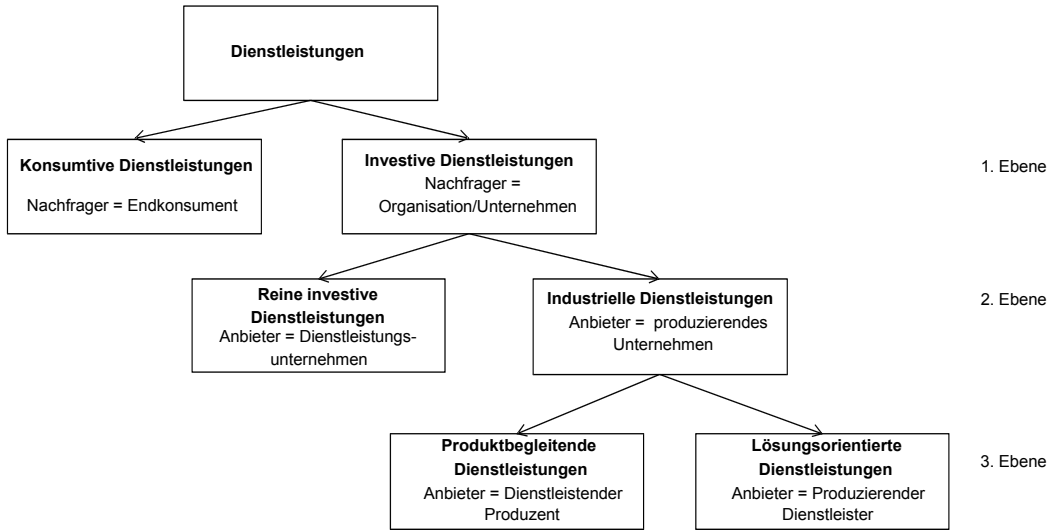 Dienstleistungen
Konsumtive Dienstleistungen
Nachfrager = Endkonsument
Investive Dienstleistungen
Nachfrager =
Organisation/Unternehmen
1. Ebene
Reine investive
Dienstleistungen
Anbieter = Dienstleistungs-
unternehmen
Industrielle Dienstleistungen
Anbieter =  produzierendes
Unternehmen
2. Ebene
Produktbegleitende
Dienstleistungen
Anbieter = Dienstleistender
Produzent
Lösungsorientierte
Dienstleistungen
Anbieter = Produzierender
Dienstleister
3. Ebene